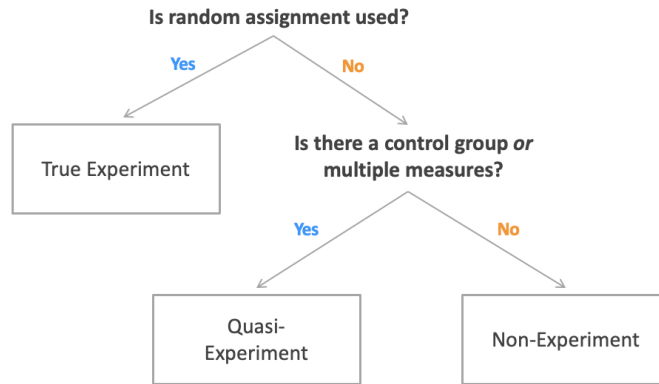 Is random assignment used?
Yes
No
True Experiment
Is there a control group or
multiple measures?
Yes
No
Quasi-
Experiment
Non-Experiment